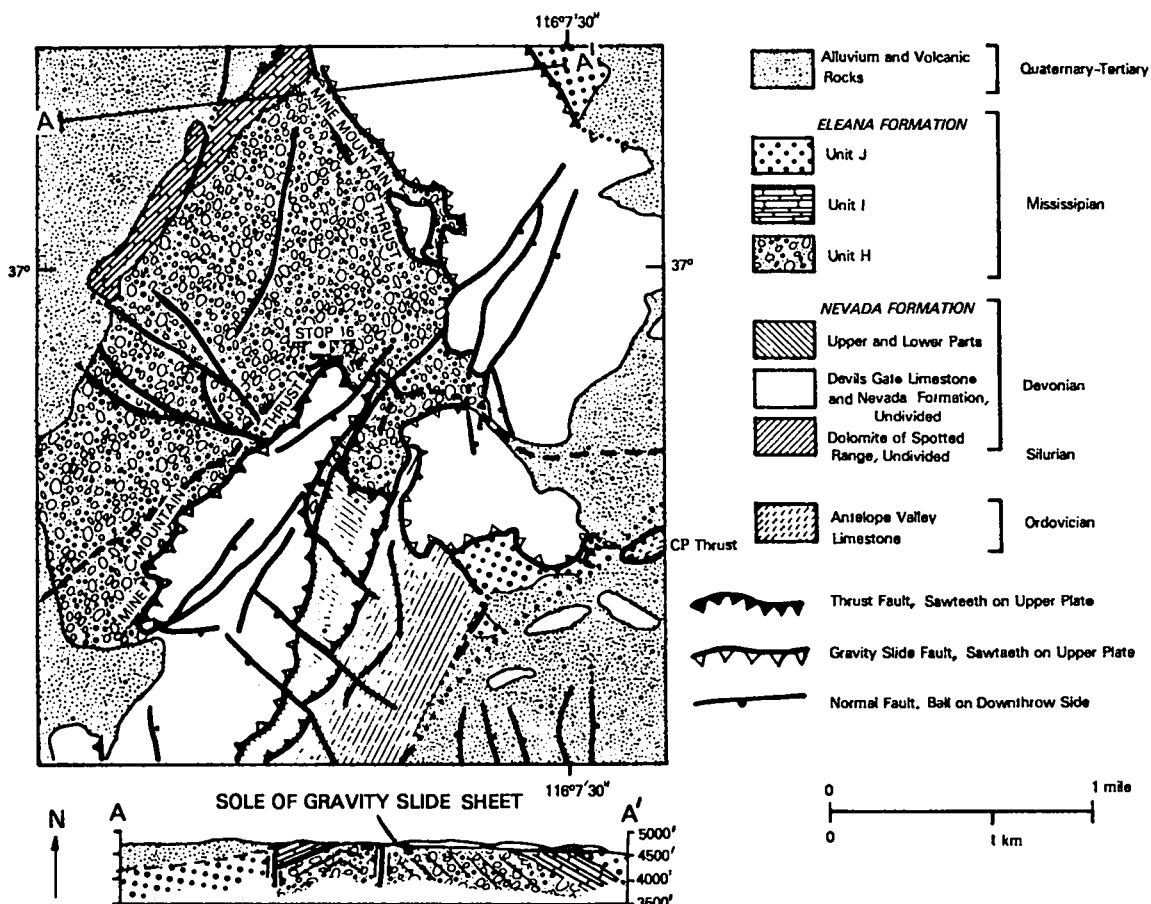 116°7'30"
A
A'
MINE MOUNTAIN THRUST
37°
37°
STOP 16
MINE MOUNTAIN THRUST
CP Thrust
116°7'30"
Alluvium and Volcanic
Rocks
Quaternary-Tertiary
ELEANA FORMATION
Unit J
Unit I
Mississipian
Unit H
NEVADA FORMATION
Upper and Lower Parts
Devils Gate Limestone
and Nevada Formation,
Undivided
Devonian
Dolomite of Spotted
Range, Undivided
Silurian
Antelope Valley
Limestone
Ordovician
Thrust Fault, Sawteeth on Upper Plate
Gravity Slide Fault, Sawteeth on Upper Plate
Normal Fault, Ball on Downthrow Side
0 1 mile
0 1 km
N
SOLE OF GRAVITY SLIDE SHEET
A A'
5000'
4500'
4000'
3500'